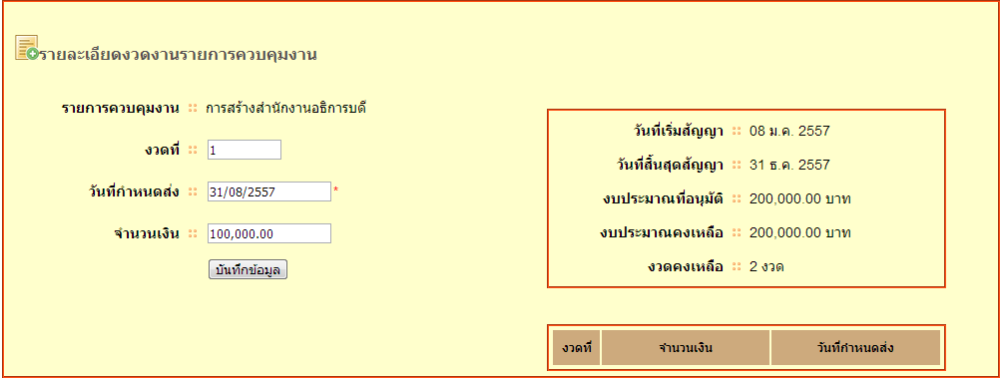 รายละเอียดงวดงานรายการควบคุมงาน
รายการควบคุมงาน :: การสร้างสำนักงานอธิการบดี
งวดที่ :: 1
วันที่กำหนดส่ง :: 31/08/2557 *
จำนวนเงิน :: 100,000.00
บันทึกข้อมูล
วันที่เริ่มสัญญา :: 08 ม.ค. 2557
วันที่สิ้นสุดสัญญา :: 31 ธ.ค. 2557
งบประมาณที่อนุมัติ :: 200,000.00 บาท
งบประมาณคงเหลือ :: 200,000.00 บาท
งวดคงเหลือ :: 2 งวด
งวดที่ จำนวนเงิน วันที่กำหนดส่ง